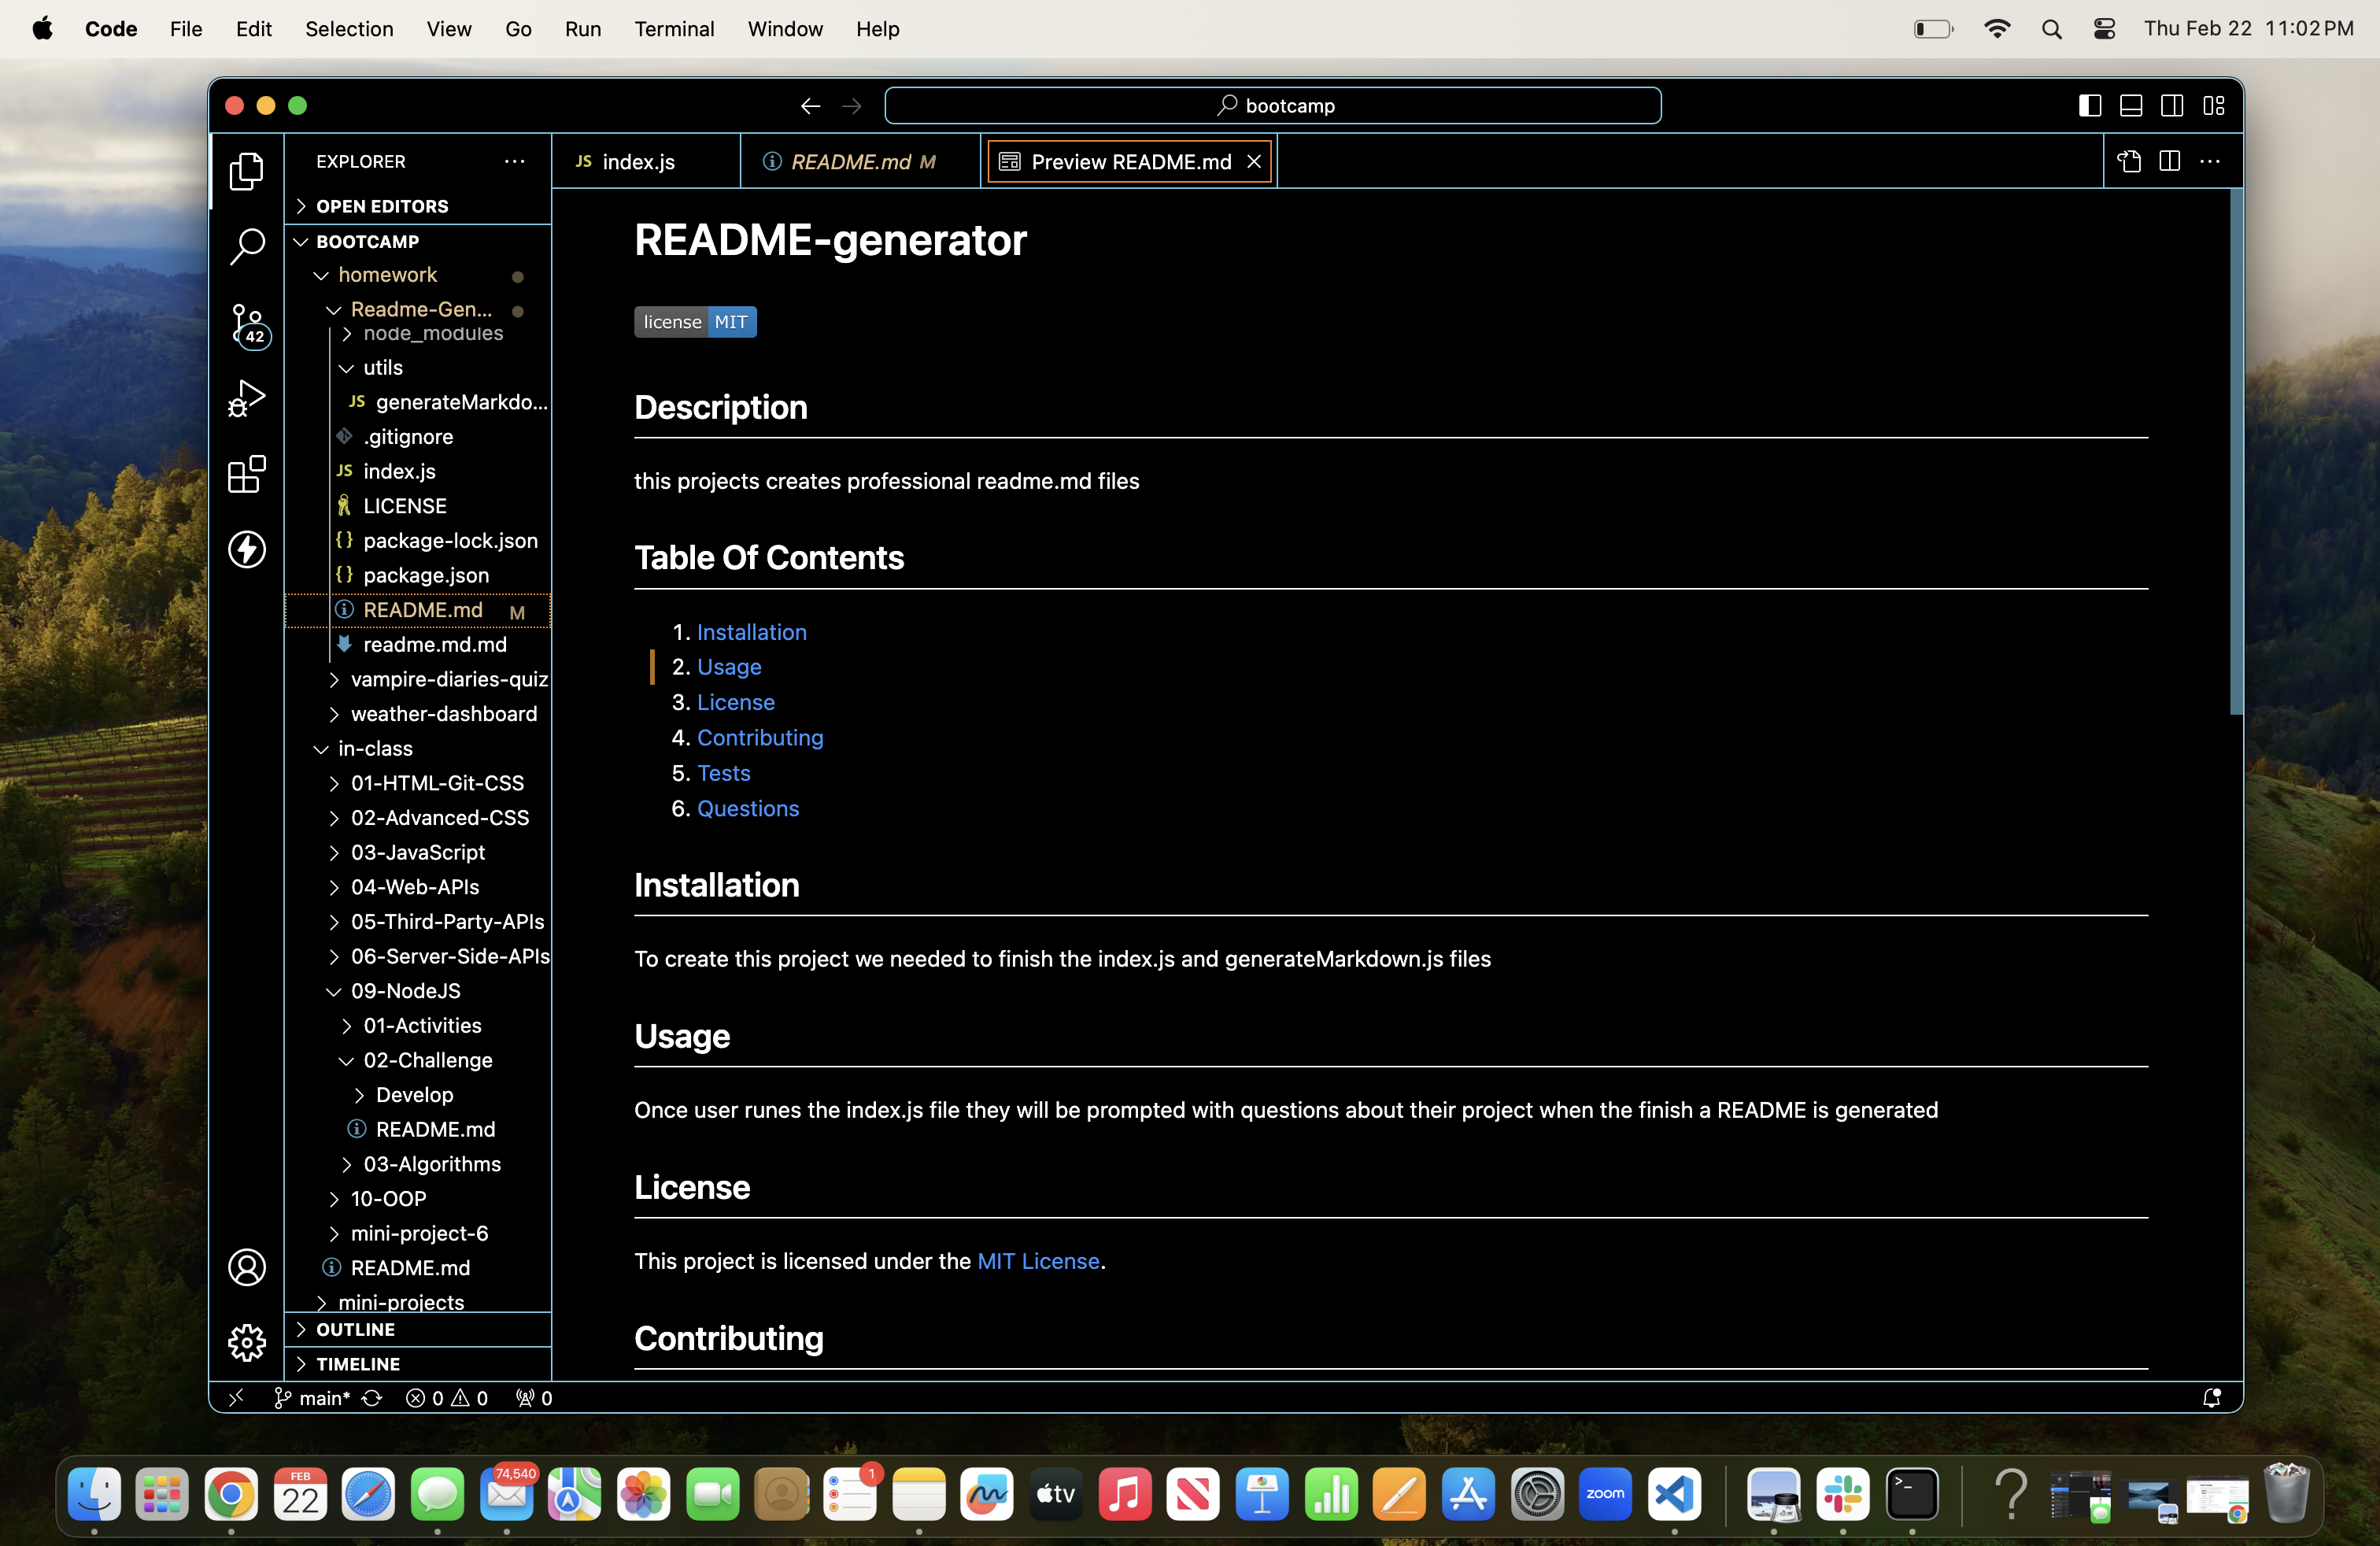 Code File Edit Selection View Go Run Terminal Window Help Thu Feb 22 11:02 PM
bootcamp
EXPLORER
JS index.js
README.md M
Preview README.md
OPEN EDITORS
BOOTCAMP
homework
Readme-Gen...
node_modules
utils
JS generateMarkdo...
.gitignore
JS index.js
LICENSE
{} package-lock.json
{} package.json
README.md M
readme.md.md
vampire-diaries-quiz
weather-dashboard
in-class
01-HTML-Git-CSS
02-Advanced-CSS
03-JavaScript
04-Web-APIs
05-Third-Party-APIs
06-Server-Side-APIs
09-NodeJS
01-Activities
02-Challenge
Develop
README.md
03-Algorithms
10-OOP
mini-project-6
README.md
mini-projects
OUTLINE
TIMELINE
42
README-generator
license MIT
Description
this projects creates professional readme.md files
Table Of Contents
1. Installation
2. Usage
3. License
4. Contributing
5. Tests
6. Questions
Installation
To create this project we needed to finish the index.js and generateMarkdown.js files
Usage
Once user runes the index.js file they will be prompted with questions about their project when the finish a README is generated
License
This project is licensed under the MIT License.
Contributing
main* 0 0 0
FEB
22
74,540
1
tv
zoom